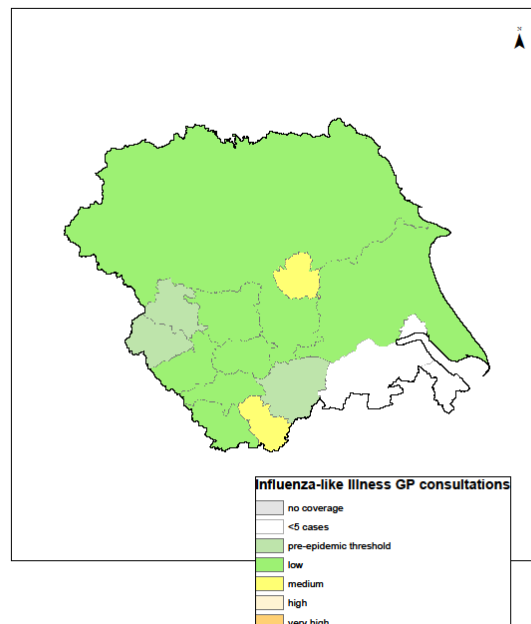 N
Influenza-like Illness GP consultations
no coverage
<5 cases
pre-epidemic threshold
low
medium
high
very high